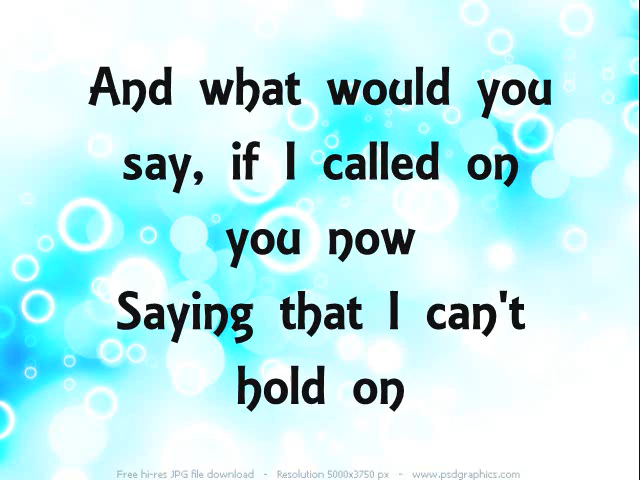 And what would you
say, if I called on
you now
Saying that I can't
hold on
Free hi-res JPG file download - Resolution 5000x3750 px - www.psdgraphics.com